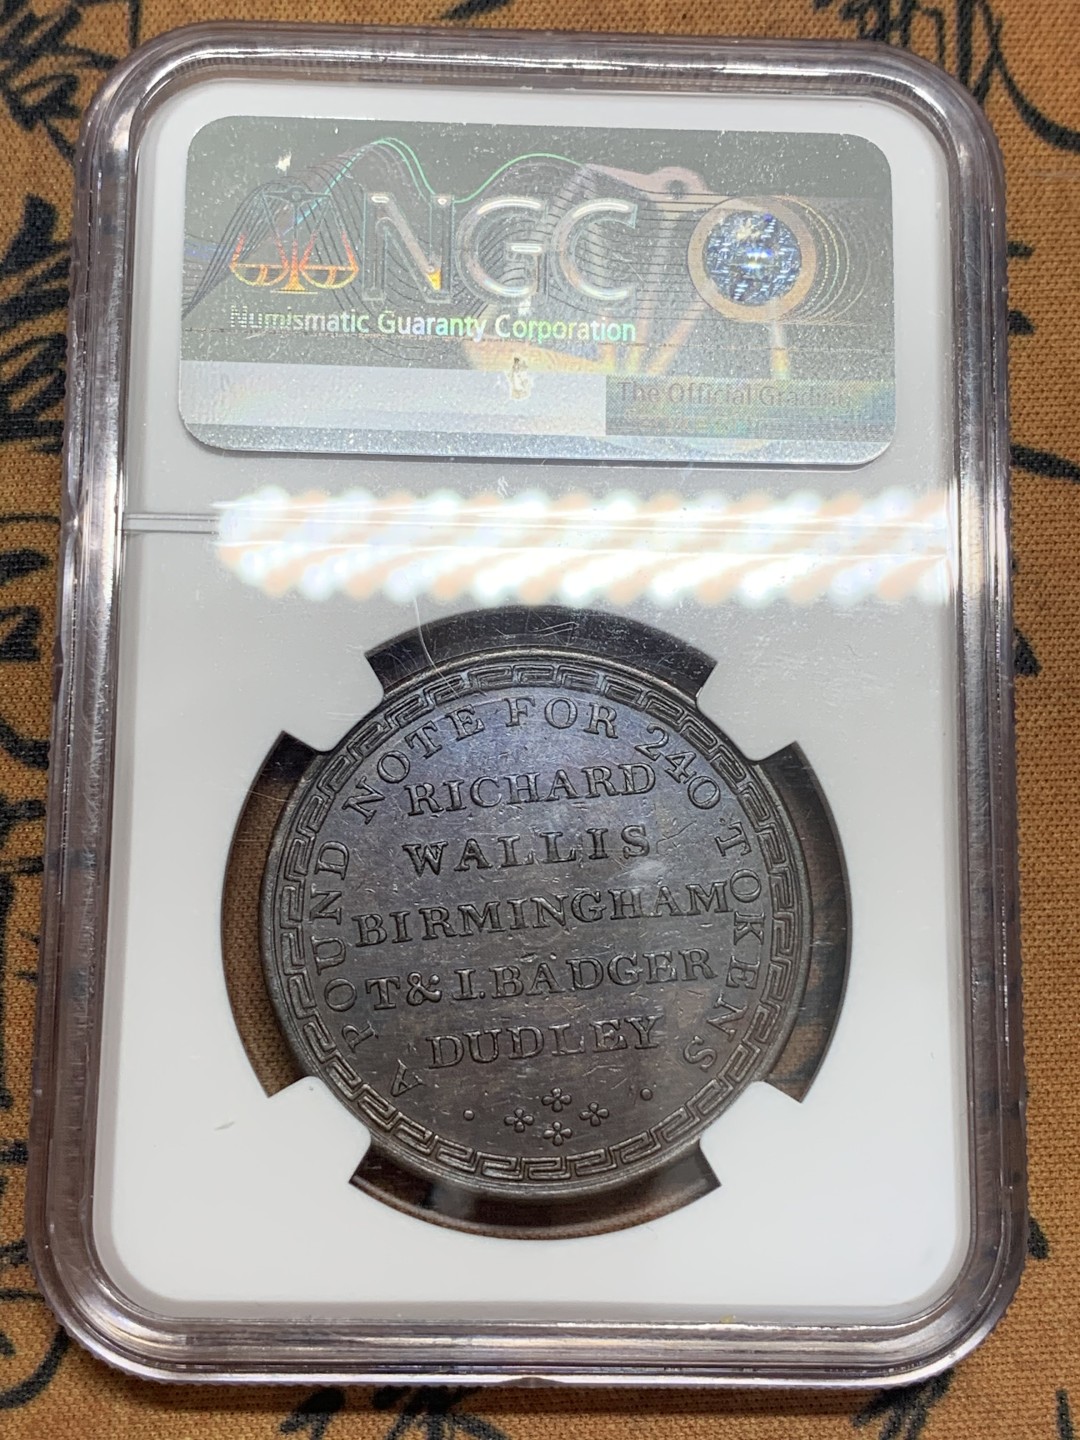 NGC
Numismatic Guaranty Corporation
The Official Grading
A POUND NOTE FOR 240 TOKENS
RICHARD
WALLIS
BIRMINGHAM
T & I. BADGER
DUDLEY